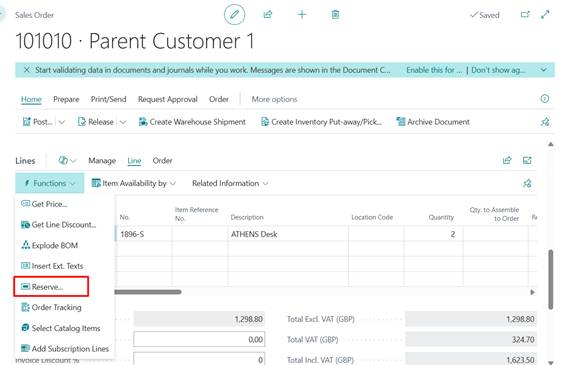 Sales Order
Saved
101010 · Parent Customer 1
Start validating data in documents and journals while you work. Messages are shown in the Document C... Enable this for ... | Don't show ag...
Home Prepare Print/Send Request Approval Order More options
Post... Release Create Warehouse Shipment Create Inventory Put-away/Pick... Archive Document
Lines Manage Line Order
Functions Item Availability by Related Information
Get Price...
Get Line Discount...
Explode BOM
Insert Ext. Texts
Reserve...
Order Tracking
Select Catalog Items
Add Subscription Lines
No. Item Reference No. Description Location Code Quantity Qty. to Assemble to Order
1896-S ATHENS Desk 2
1,298.80 Total Excl. VAT (GBP) 1,298.80
0.00 Total VAT (GBP) 324.70
Invoice Discount % 0 Total Incl. VAT (GBP) 1,623.50